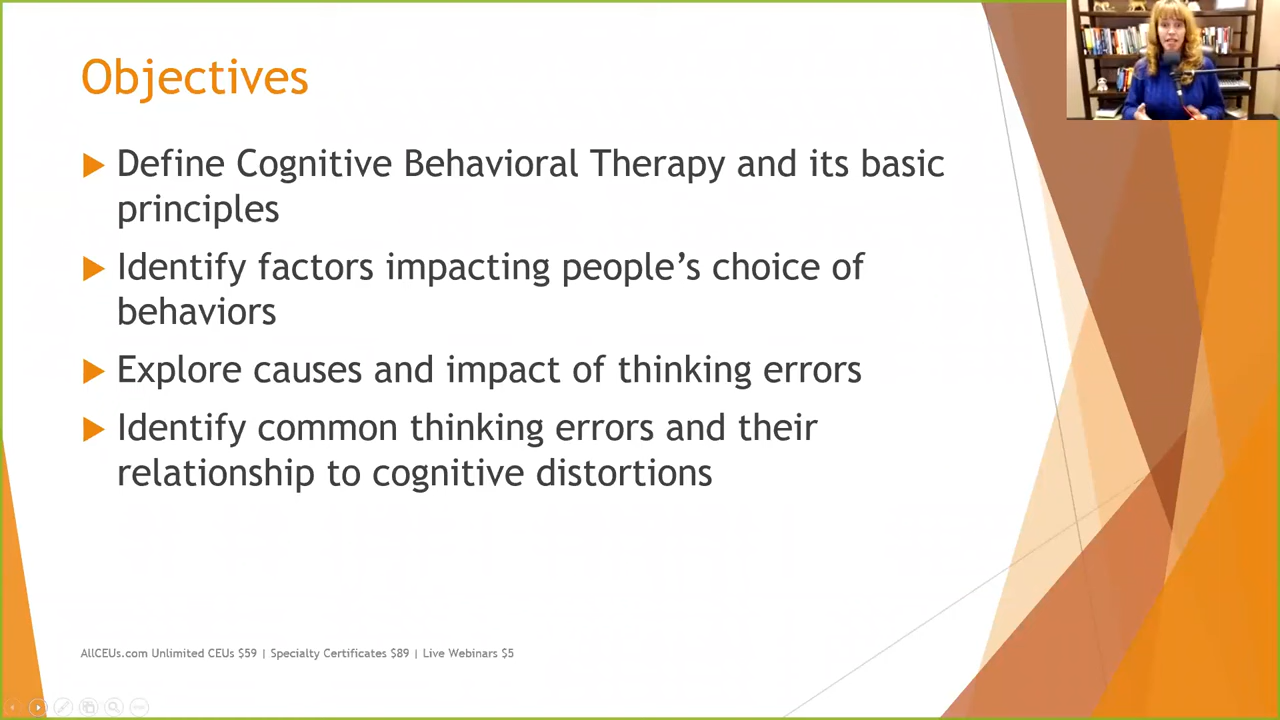 Objectives
Define Cognitive Behavioral Therapy and its basic
principles
Identify factors impacting people’s choice of
behaviors
Explore causes and impact of thinking errors
Identify common thinking errors and their
relationship to cognitive distortions
AllCEUs.com Unlimited CEUs $59 | Specialty Certificates $89 | Live Webinars $5